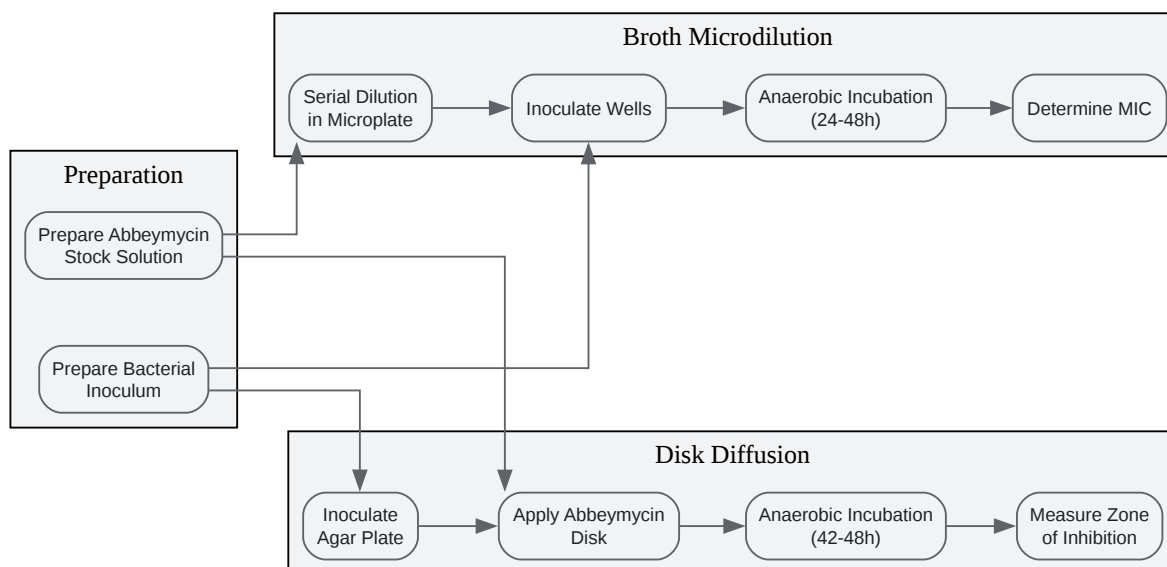 Broth Microdilution
Serial Dilution
in Microplate
Inoculate Wells
Anaerobic Incubation
(24-48h)
Determine MIC
Preparation
Prepare Abbeymycin
Stock Solution
Prepare Bacterial
Inoculum
Disk Diffusion
Inoculate
Agar Plate
Apply Abbeymycin
Disk
Anaerobic Incubation
(42-48h)
Measure Zone
of Inhibition